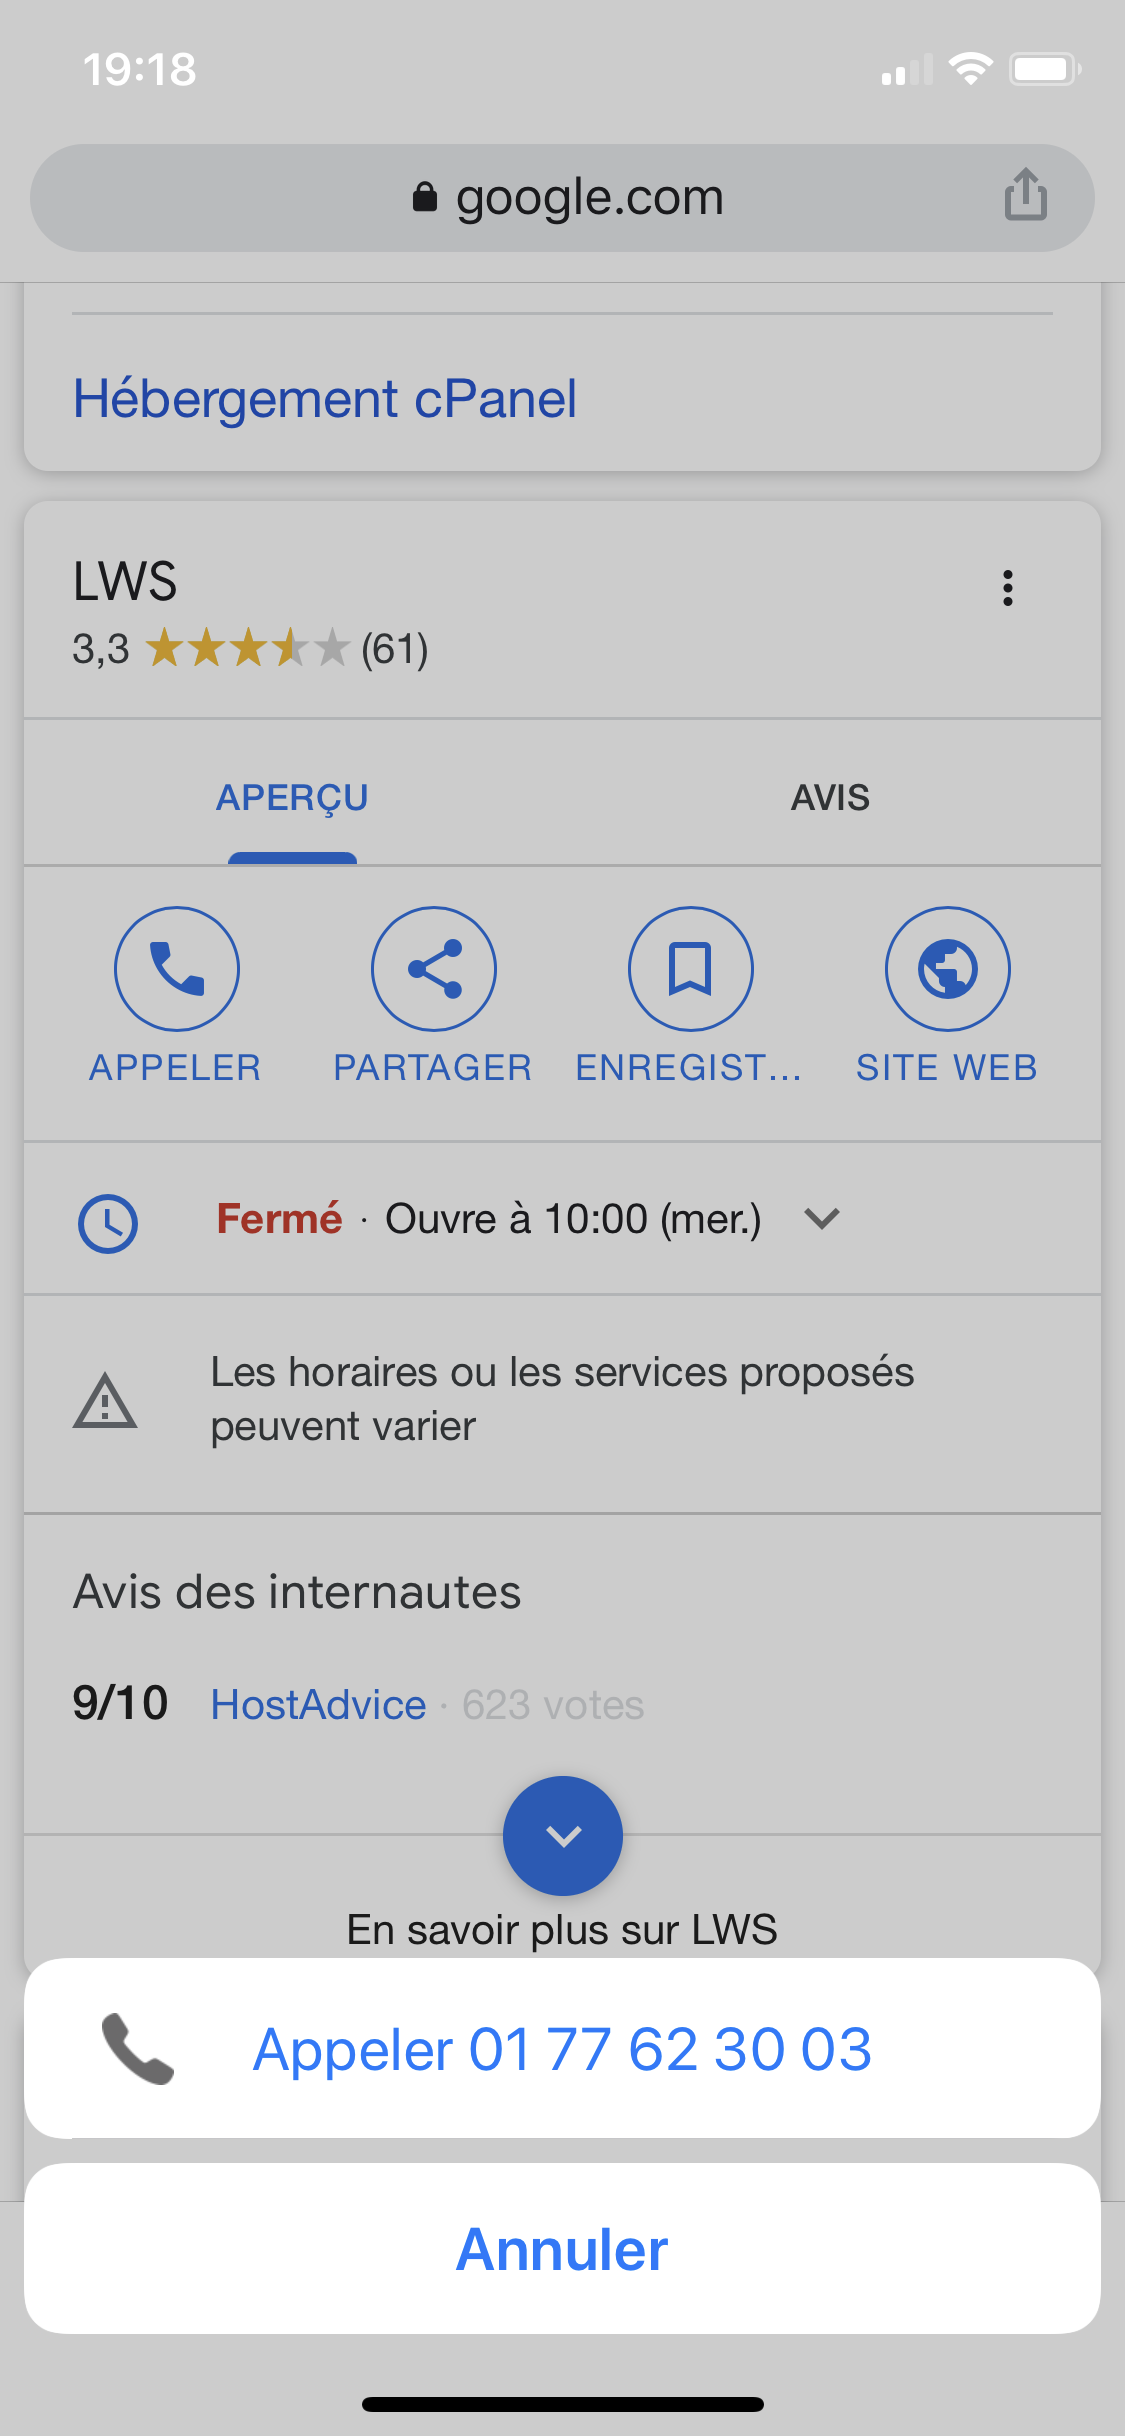 19:18
google.com
Hébergement cPanel
LWS
3,3 (61)
APERÇU AVIS
APPELER PARTAGER ENREGIST... SITE WEB
Fermé · Ouvre à 10:00 (mer.)
Les horaires ou les services proposés
peuvent varier
Avis des internautes
9/10 HostAdvice · 623 votes
En savoir plus sur LWS
Appeler 01 77 62 30 03
Annuler